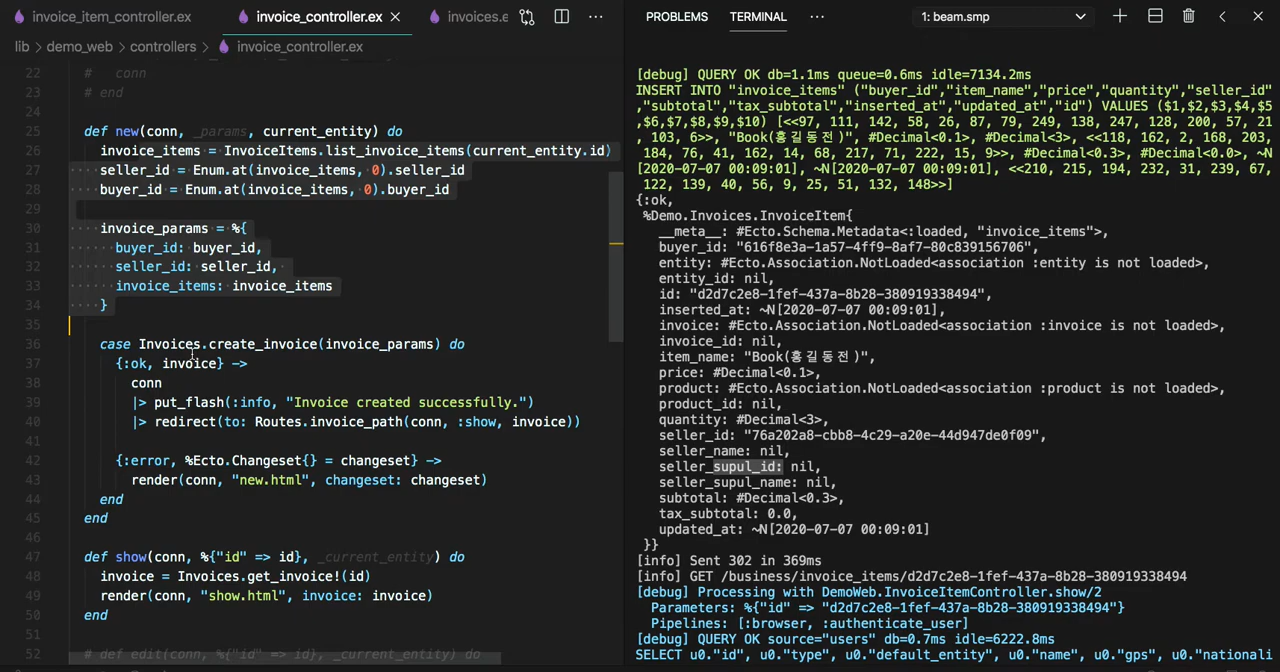 invoice_item_controller.ex
invoice_controller.ex
invoices.e
lib > demo_web > controllers > invoice_controller.ex
22 #   conn
23 # end
24
25 def new(conn, _params, current_entity) do
26   invoice_items = InvoiceItems.list_invoice_items(current_entity.id)
27   seller_id = Enum.at(invoice_items, 0).seller_id
28   buyer_id = Enum.at(invoice_items, 0).buyer_id
29
30   invoice_params = %{
31     buyer_id: buyer_id,
32     seller_id: seller_id,
33     invoice_items: invoice_items
34   }
35
36   case Invoices.create_invoice(invoice_params) do
37     {:ok, invoice} ->
38       conn
39       |> put_flash(:info, "Invoice created successfully.")
40       |> redirect(to: Routes.invoice_path(conn, :show, invoice))
41
42     {:error, %Ecto.Changeset{} = changeset} ->
43       render(conn, "new.html", changeset: changeset)
44   end
45 end
46
47 def show(conn, %{"id" => id}, _current_entity) do
48   invoice = Invoices.get_invoice!(id)
49   render(conn, "show.html", invoice: invoice)
50 end
51
52 # def edit(conn, %{"id" => id}, _current_entity) do
PROBLEMS TERMINAL ··· 1: beam.smp
[debug] QUERY OK db=1.1ms queue=0.6ms idle=7134.2ms
INSERT INTO "invoice_items" ("buyer_id","item_name","price","quantity","seller_id"
,"subtotal","tax_subtotal","inserted_at","updated_at","id") VALUES ($1,$2,$3,$4,$5
,$6,$7,$8,$9,$10) [<<97, 111, 142, 58, 26, 87, 79, 249, 138, 247, 128, 200, 57, 21
, 103, 6>>, "Book(홍길동전)", #Decimal<0.1>, #Decimal<3>, <<118, 162, 2, 168, 203,
184, 76, 41, 162, 14, 68, 217, 71, 222, 15, 9>>, #Decimal<0.3>, #Decimal<0.0>, ~N
[2020-07-07 00:09:01], ~N[2020-07-07 00:09:01], <<210, 215, 194, 232, 31, 239, 67,
122, 139, 40, 56, 9, 25, 51, 132, 148>>]
{:ok,
%Demo.Invoices.InvoiceItem{
__meta__: #Ecto.Schema.Metadata<:loaded, "invoice_items">,
buyer_id: "616f8e3a-1a57-4ff9-8af7-80c839156706",
entity: #Ecto.Association.NotLoaded<association :entity is not loaded>,
entity_id: nil,
id: "d2d7c2e8-1fef-437a-8b28-380919338494",
inserted_at: ~N[2020-07-07 00:09:01],
invoice: #Ecto.Association.NotLoaded<association :invoice is not loaded>,
invoice_id: nil,
item_name: "Book(홍길동전)",
price: #Decimal<0.1>,
product: #Ecto.Association.NotLoaded<association :product is not loaded>,
product_id: nil,
quantity: #Decimal<3>,
seller_id: "76a202a8-cbb8-4c29-a20e-44d947de0f09",
seller_name: nil,
seller_supul_id: nil,
seller_supul_name: nil,
subtotal: #Decimal<0.3>,
tax_subtotal: 0.0,
updated_at: ~N[2020-07-07 00:09:01]
}}
[info] Sent 302 in 369ms
[info] GET /business/invoice_items/d2d7c2e8-1fef-437a-8b28-380919338494
[debug] Processing with DemoWeb.InvoiceItemController.show/2
Parameters: %{"id" => "d2d7c2e8-1fef-437a-8b28-380919338494"}
Pipelines: [:browser, :authenticate_user]
[debug] QUERY OK source="users" db=0.7ms idle=6222.8ms
SELECT u0."id", u0."type", u0."default_entity", u0."name", u0."gps", u0."nationali